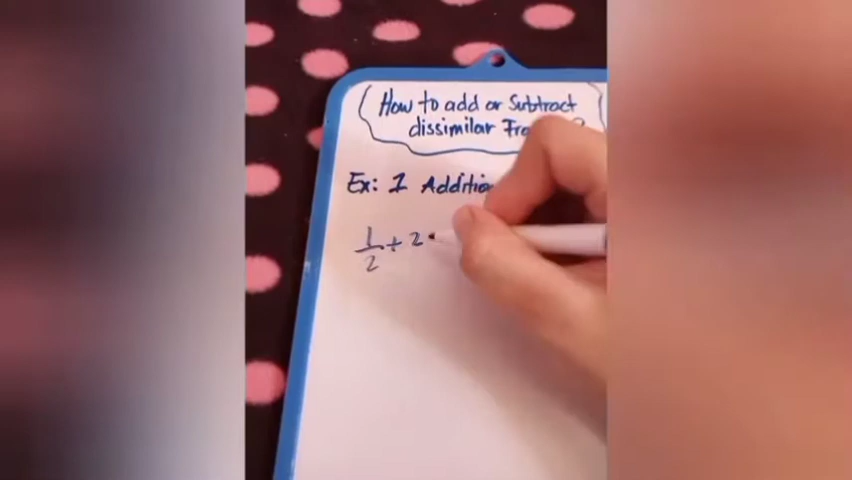 How to add or Subtract
dissimilar
Ex: 1
1/2 + 2